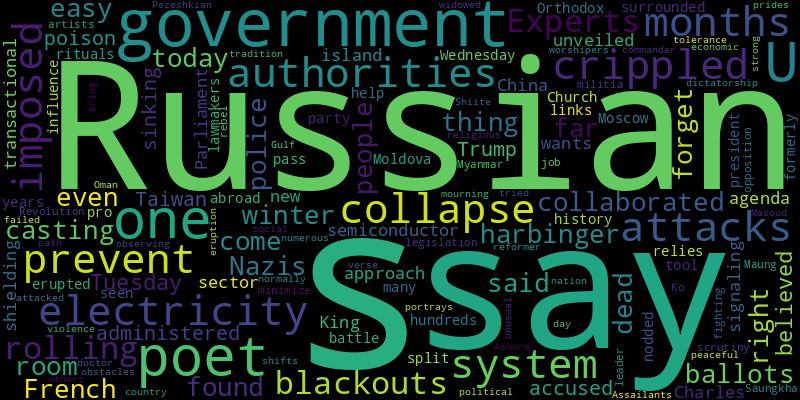 Pezeshkian widowed prides
easy government Experts Orthodox surrounded months
artists unveiled tolerance
poison today island Wednesday crippled U
rituals tradition worshipers commander economic strong
transactional influence imposed authorities China militia dictatorship
sinking Parliament lawmakers rebel help Shiite Church links
Russian
bring police party thing religious far Moscow forget president opposition formerly
people Gulf pass Moldova Trump Myanmar job wants
years Oman even Taiwan abroad new collaborated agenda
Revolution pro mourning tried history Masoud
failed casting one winter collapse semiconductor harbinger attacks
path observing social numerous legislation reformer
shielding prevent eruption come Nazis S say relies
erupted Tuesday seen sector normally verse approach said tool Maung
attacked many nation dead signaling believed
electricity minimize King hundreds portrays unusual day Ko fighting
violence administered battle nodded scrutiny right
rolling poet shifts split system Ashura leader peaceful
room doctor obstacles ballots
French others found blackouts political accused Charles Saungkha
country Assailants